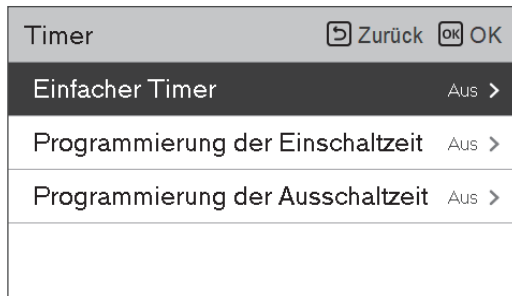 Timer Zurück OK OK
Einfacher Timer Aus >
Programmierung der Einschaltzeit Aus >
Programmierung der Ausschaltzeit Aus >